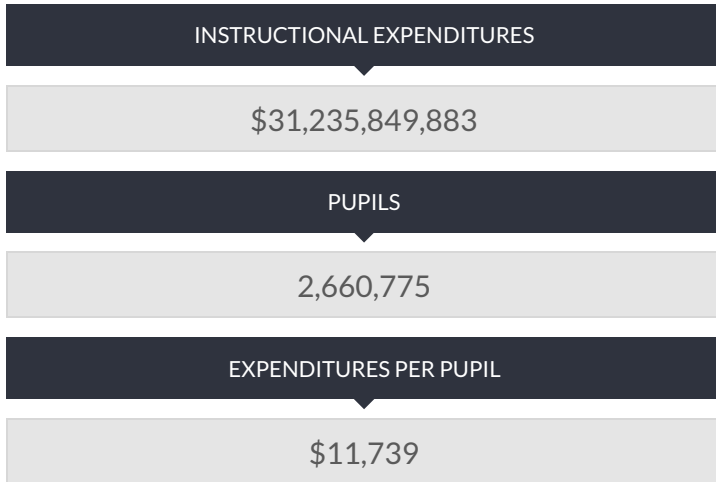 INSTRUCTIONAL EXPENDITURES
$31,235,849,883
PUPILS
2,660,775
EXPENDITURES PER PUPIL
$11,739